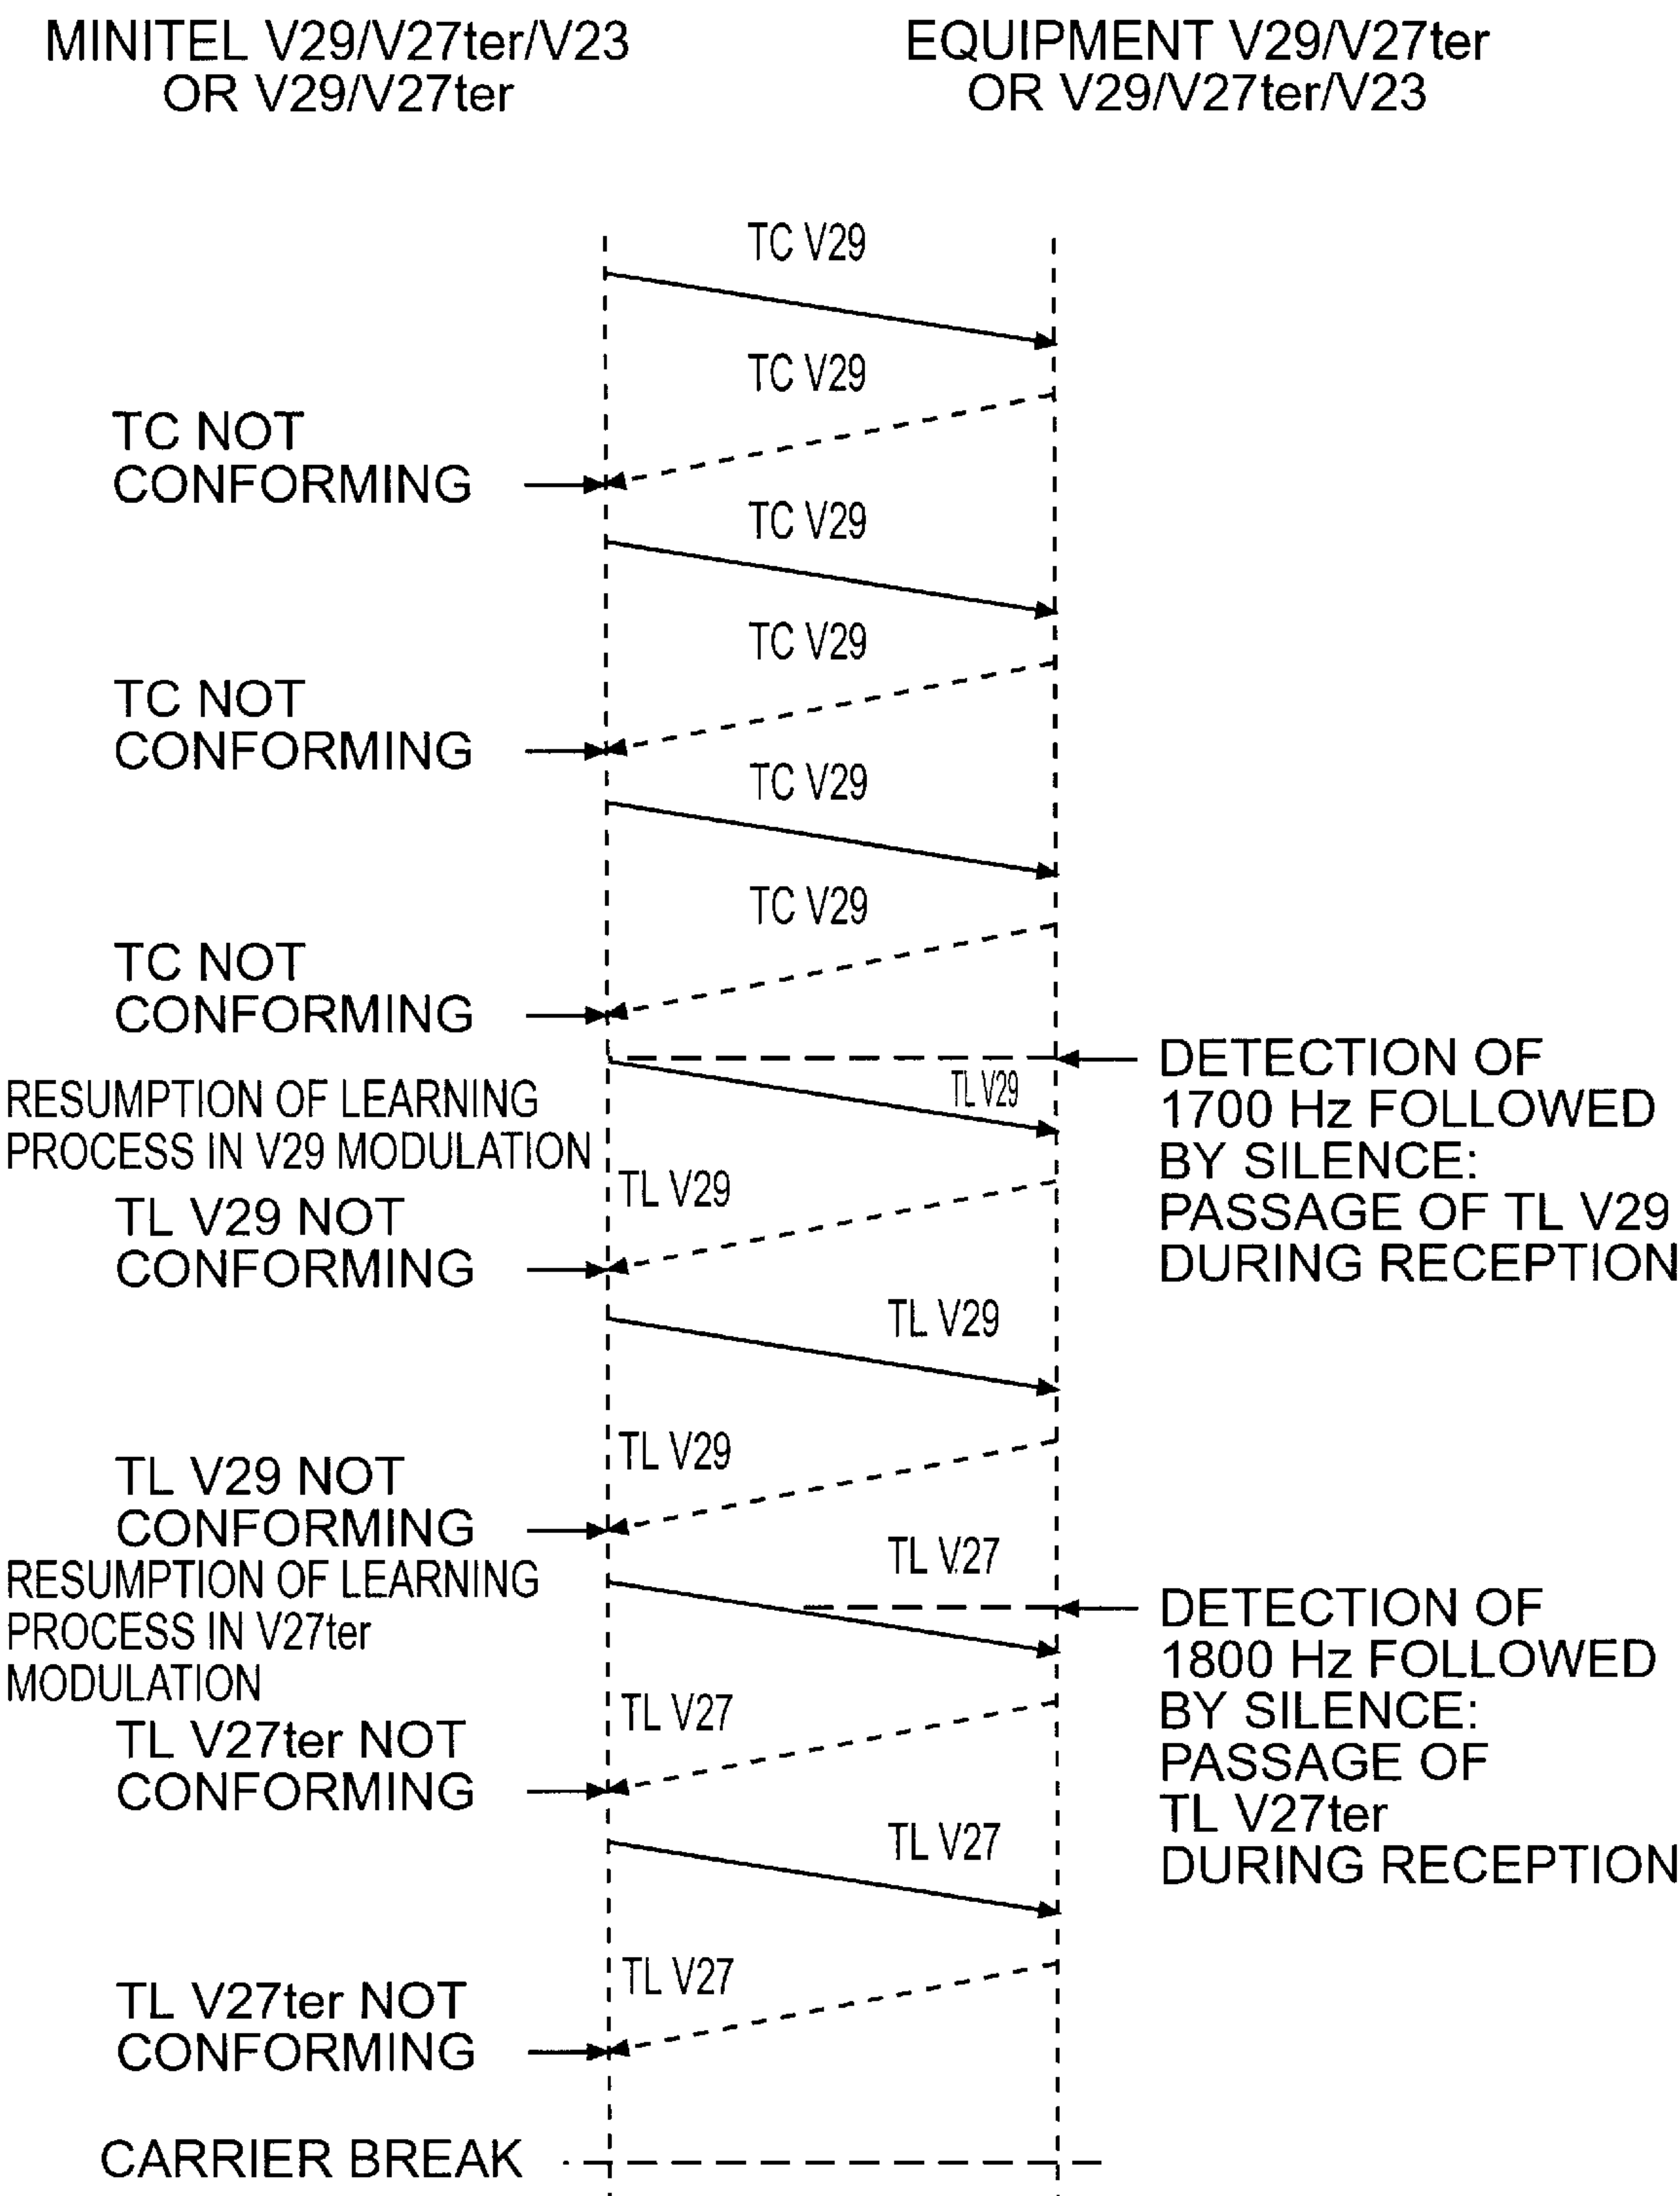 MINITEL V29/V27ter/V23
OR V29/V27ter
EQUIPMENT V29/V27ter
OR V29/V27ter/V23
TC V29
TC V29
TC NOT
CONFORMING
TC V29
TC V29
TC NOT
CONFORMING
TC V29
TC V29
TC NOT
CONFORMING
DETECTION OF
1700 Hz FOLLOWED
BY SILENCE:
PASSAGE OF TL V29
DURING RECEPTION
TL V29
RESUMPTION OF LEARNING
PROCESS IN V29 MODULATION
TL V29
TL V29 NOT
CONFORMING
TL V29
TL V29
TL V29 NOT
CONFORMING
TL V27
RESUMPTION OF LEARNING
PROCESS IN V27ter
MODULATION
DETECTION OF
1800 Hz FOLLOWED
BY SILENCE:
PASSAGE OF
TL V27ter
DURING RECEPTION
TL V27
TL V27ter NOT
CONFORMING
TL V27
TL V27
TL V27ter NOT
CONFORMING
CARRIER BREAK